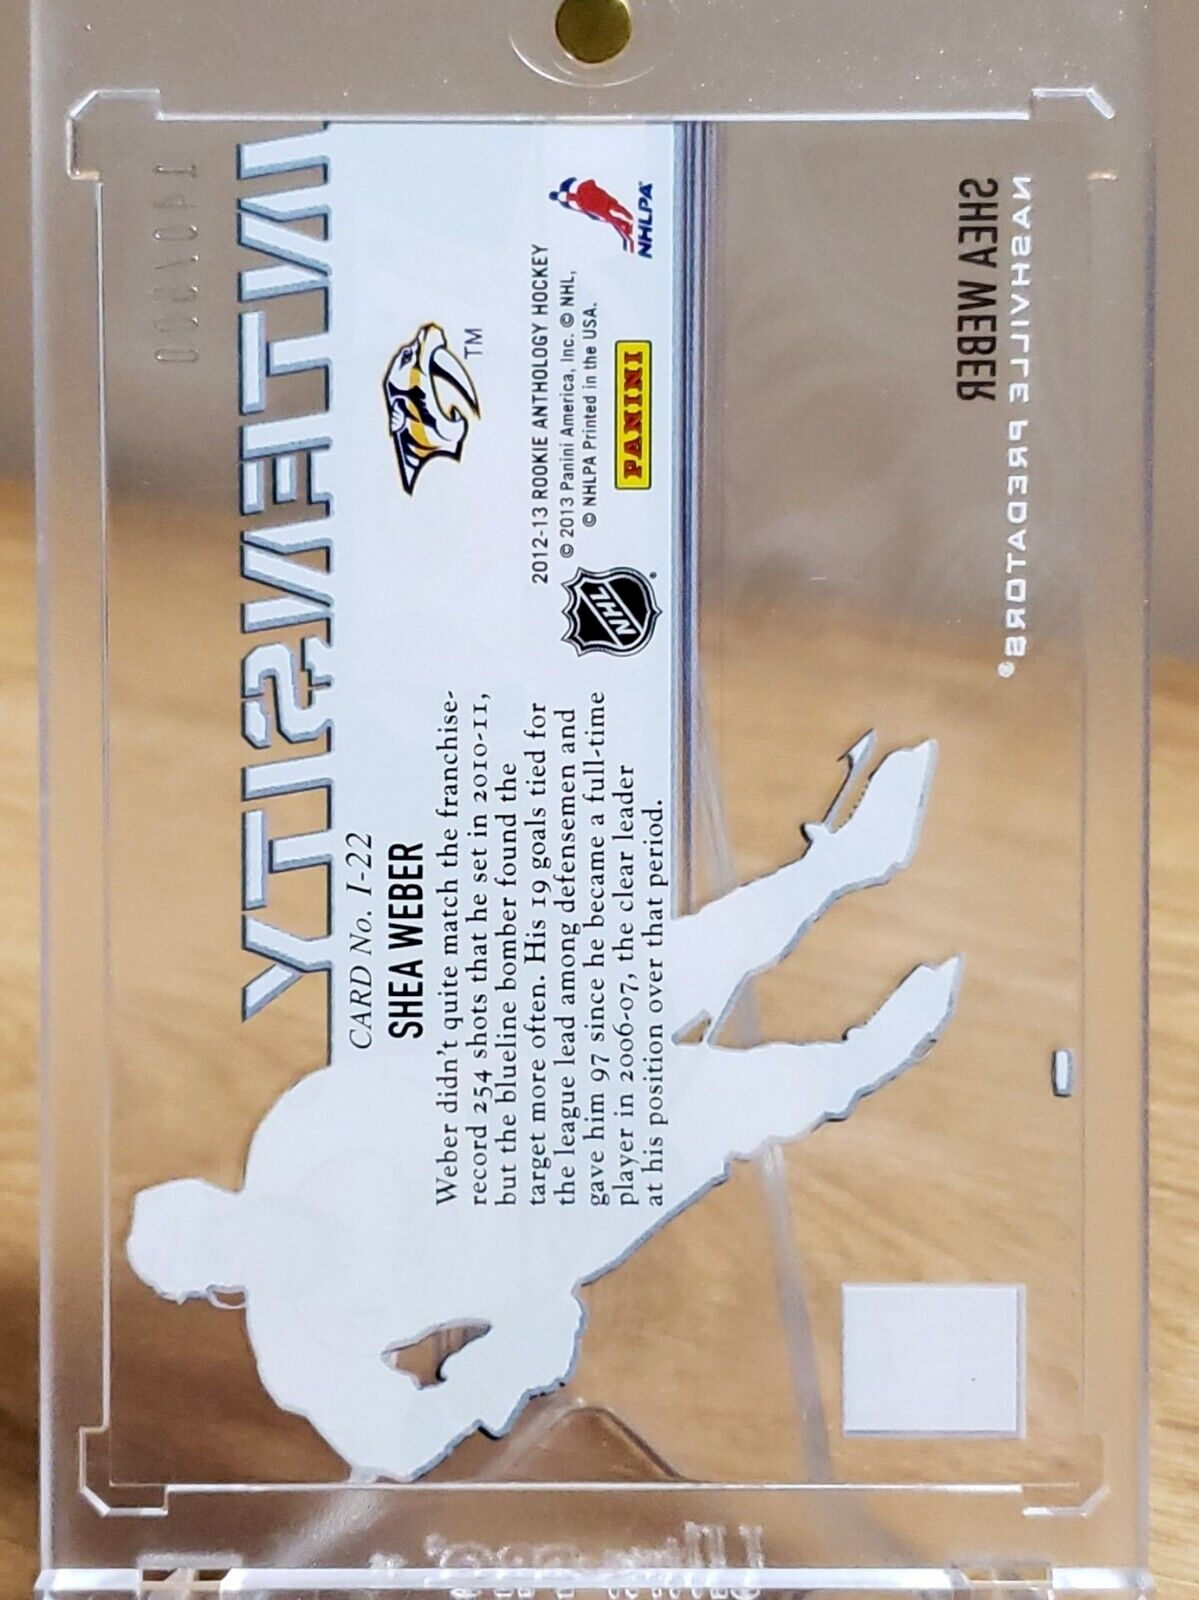 INTENSITY
CARD No. I-22
SHEA WEBER
Weber didn't quite match the franchise-
record 254 shots that he set in 2010-11,
but the blueline bomber found the
target more often. His 19 goals tied for
the league lead among defensemen and
gave him 97 since he became a full-time
player in 2006-07, the clear leader
at his position over that period.
TM
2012-13 ROOKIE ANTHOLOGY HOCKEY
© 2013 Panini America, Inc. © NHL,
© NHLPA Printed in the USA.
NHL
PANINI
NHLPA
SHEA WEBER
NASHVILLE PREDATORS®